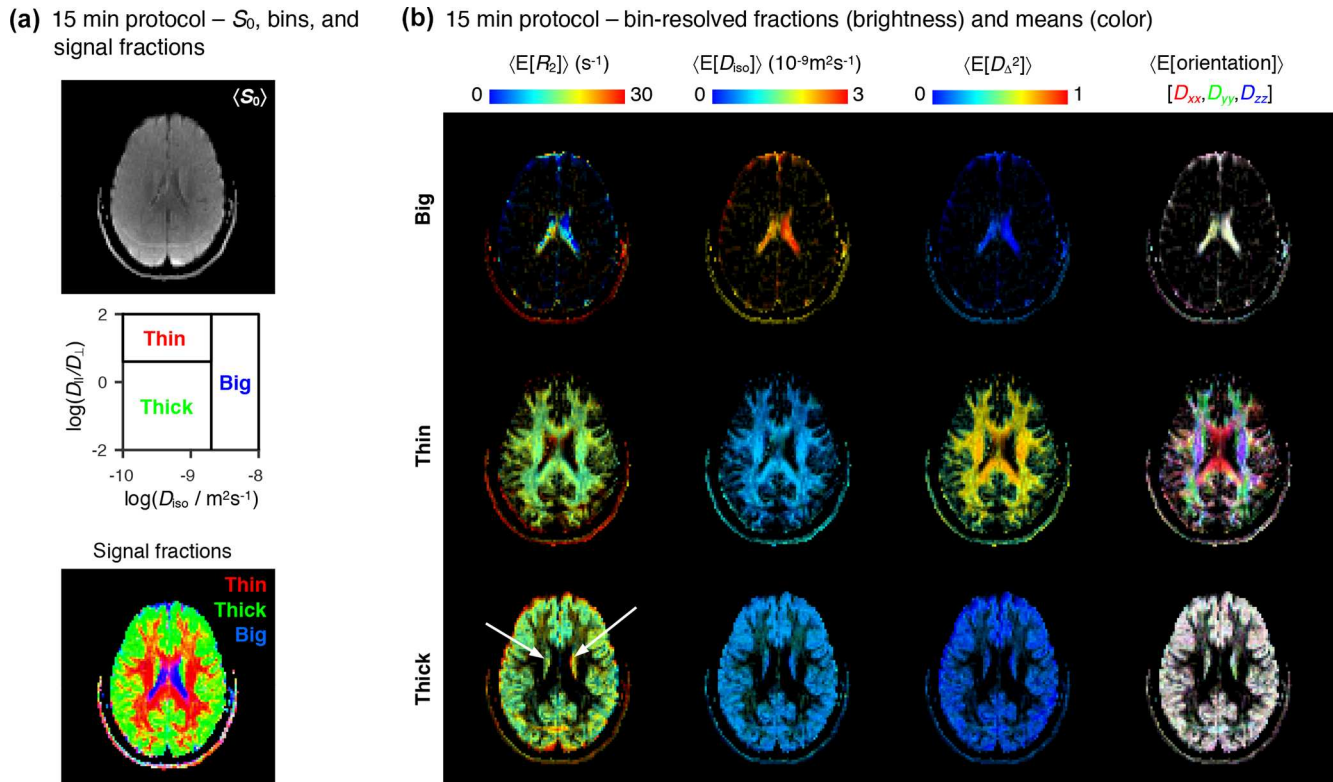 (a) 15 min protocol – S₀, bins, and
signal fractions
⟨S₀⟩
2
0
-2
log(D||/D⊥)
Thin
Thick
Big
-10 -9 -8
log(Diso / m²s⁻¹)
Signal fractions
Thin
Thick
Big
(b) 15 min protocol – bin-resolved fractions (brightness) and means (color)
⟨E[R₂]⟩ (s⁻¹) ⟨E[Diso]⟩ (10⁻⁹m²s⁻¹) ⟨E[DΔ²]⟩ ⟨E[orientation]⟩
0 30 0 3 0 1 [Dxx,Dyy,Dzz]
Big
Thin
Thick